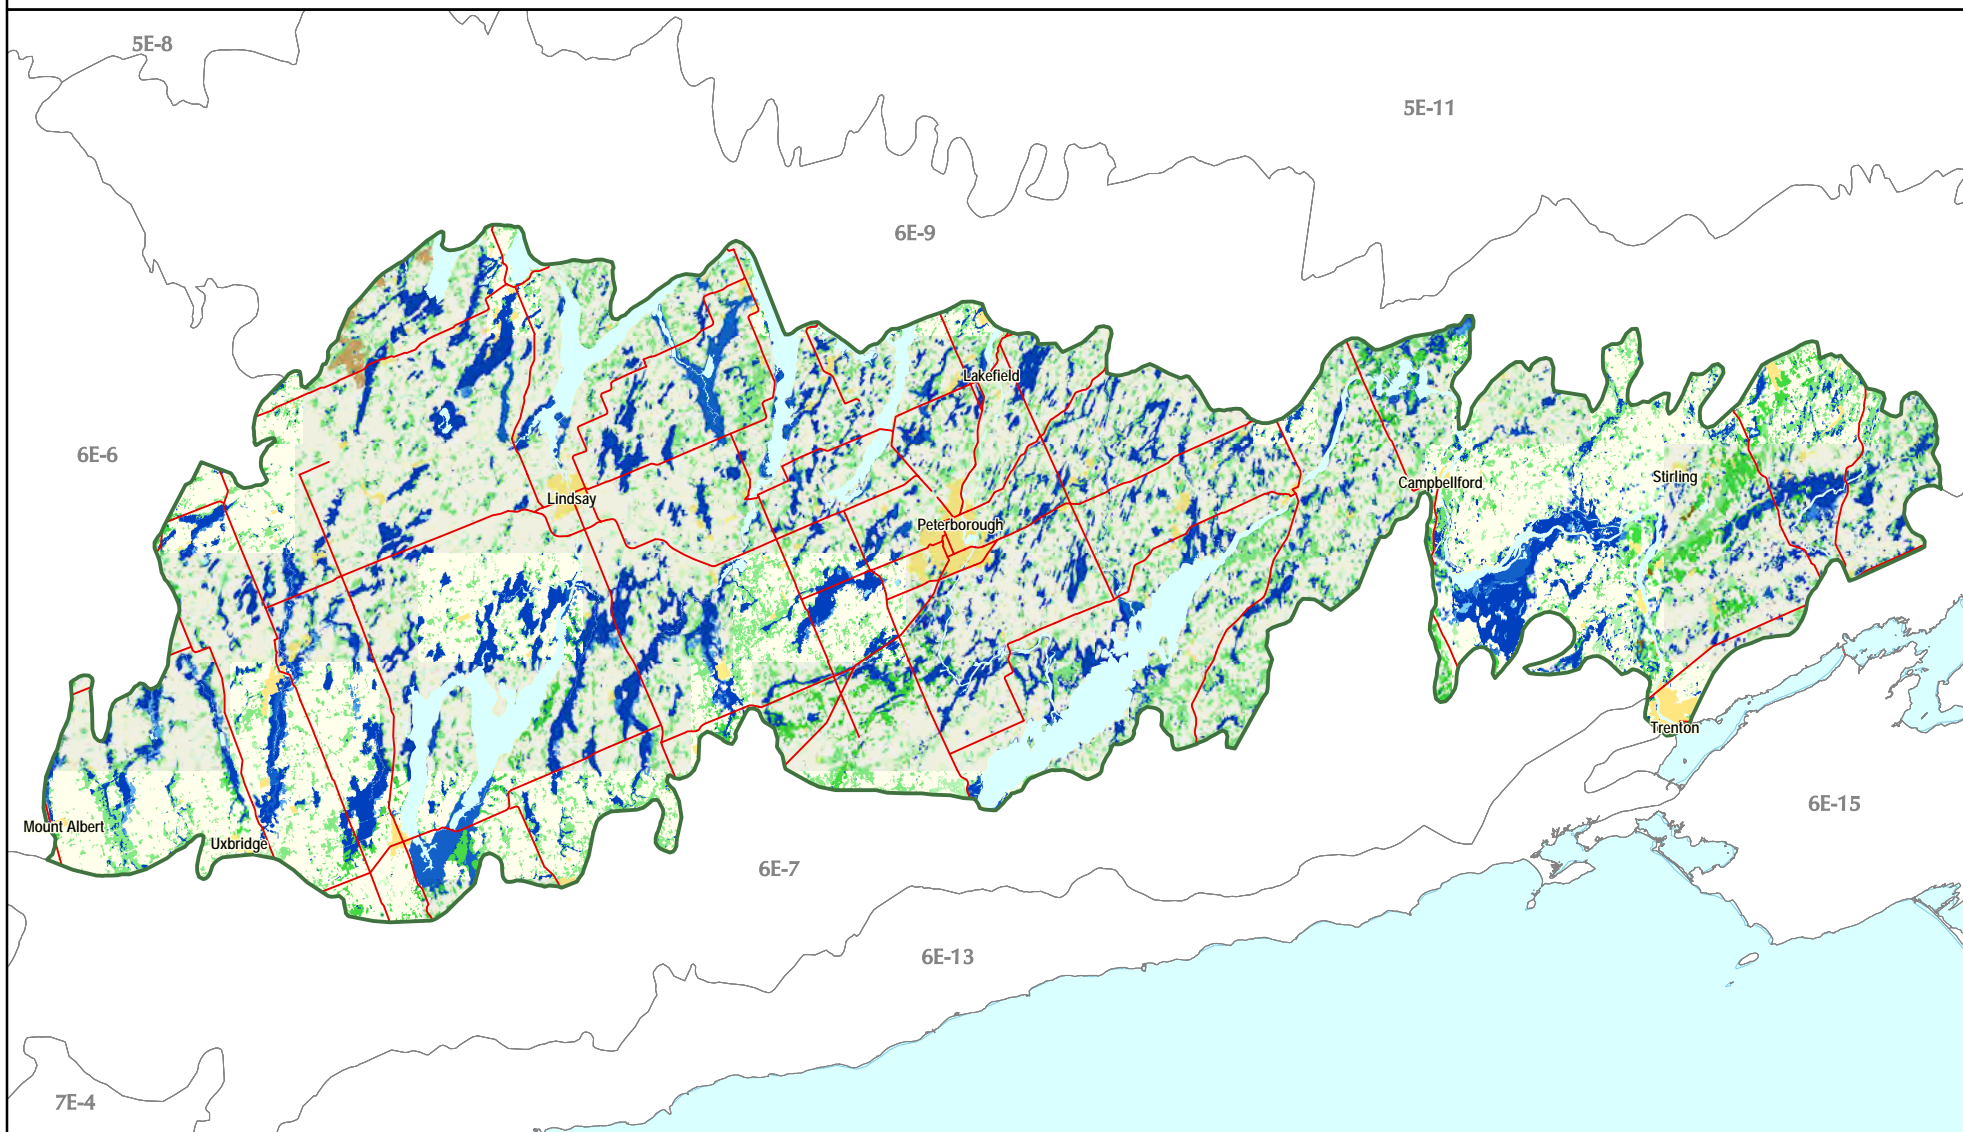 5E-8
5E-11
6E-9
Lakefield
6E-6
Stirling
Campbellford
Lindsay
Peterborough
Trenton
6E-15
Mount Albert
Uxbridge
6E-7
6E-13
7E-4